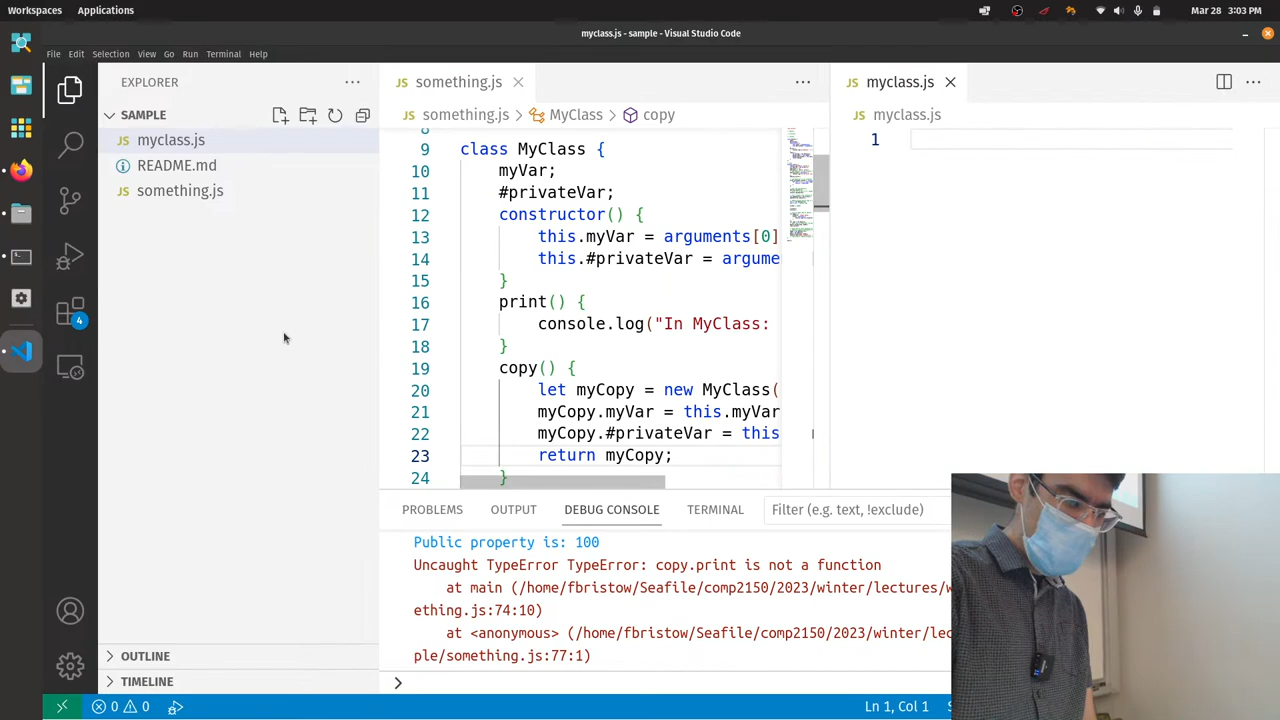 Workspaces Applications Mar 28 3:03 PM
myclass.js - sample - Visual Studio Code
File Edit Selection View Go Run Terminal Help
EXPLORER
SAMPLE
JS myclass.js
README.md
JS something.js
4
OUTLINE
TIMELINE
JS something.js
JS something.js > MyClass > copy
8
9 class MyClass {
10 myVar;
11 #privateVar;
12 constructor() {
13 this.myVar = arguments[0]
14 this.#privateVar = argume
15 }
16 print() {
17 console.log("In MyClass:
18 }
19 copy() {
20 let myCopy = new MyClass(
21 myCopy.myVar = this.myVar
22 myCopy.#privateVar = this
23 return myCopy;
24 }
JS myclass.js
JS myclass.js
1
PROBLEMS OUTPUT DEBUG CONSOLE TERMINAL Filter (e.g. text, !exclude)
Public property is: 100
Uncaught TypeError TypeError: copy.print is not a function
at main (/home/fbristow/Seafile/comp2150/2023/winter/lectures/w
ething.js:74:10)
at <anonymous> (/home/fbristow/Seafile/comp2150/2023/winter/lec
ple/something.js:77:1)
>
0 0 Ln 1, Col 1